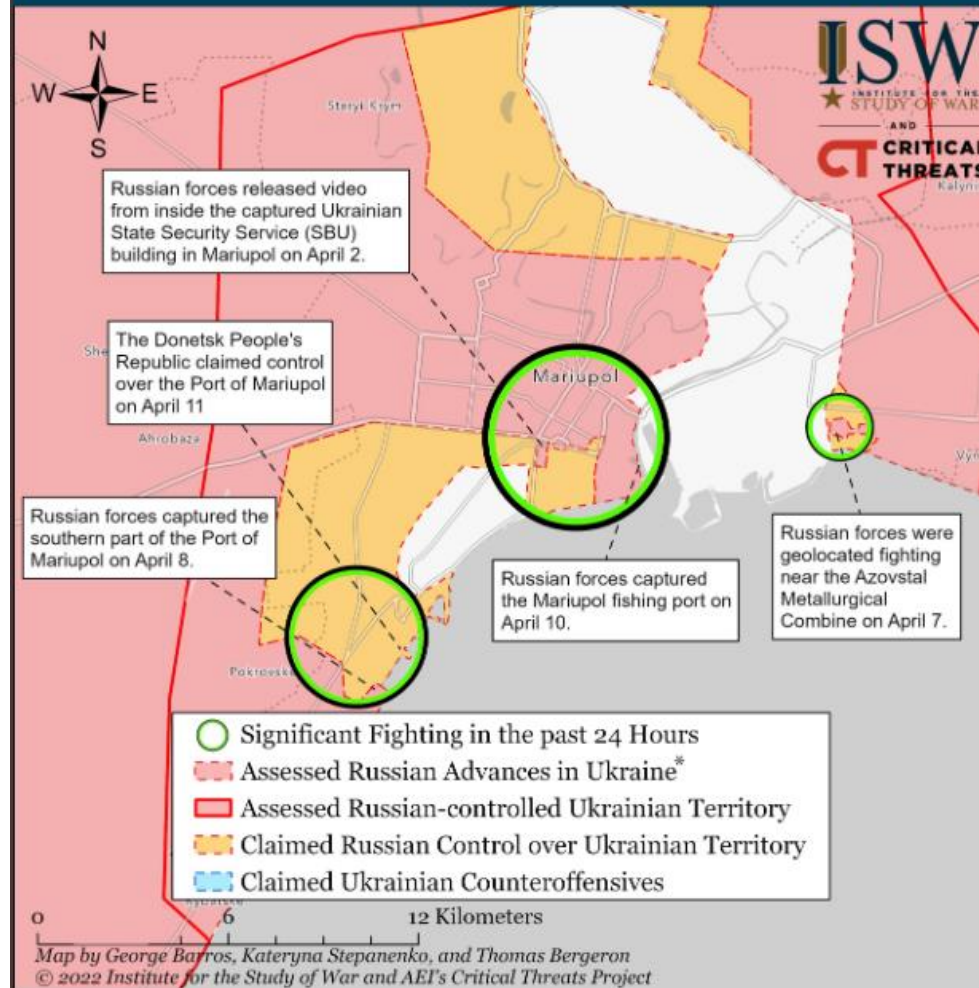 N
W E
S
ISW
INSTITUTE FOR THE
STUDY OF WAR
AND
CT CRITICAL
THREATS
Staryi Krym
Russian forces released video
from inside the captured Ukrainian
State Security Service (SBU)
building in Mariupol on April 2.
The Donetsk People's
Republic claimed control
over the Port of Mariupol
on April 11
Mariupol
Ahrobaza
Russian forces captured the
southern part of the Port of
Mariupol on April 8.
Russian forces captured
the Mariupol fishing port on
April 10.
Russian forces were
geolocated fighting
near the Azovstal
Metallurgical
Combine on April 7.
Significant Fighting in the past 24 Hours
Assessed Russian Advances in Ukraine*
Assessed Russian-controlled Ukrainian Territory
Claimed Russian Control over Ukrainian Territory
Claimed Ukrainian Counteroffensives
0 6 12 Kilometers
Map by George Barros, Kateryna Stepanenko, and Thomas Bergeron
© 2022 Institute for the Study of War and AEI's Critical Threats Project